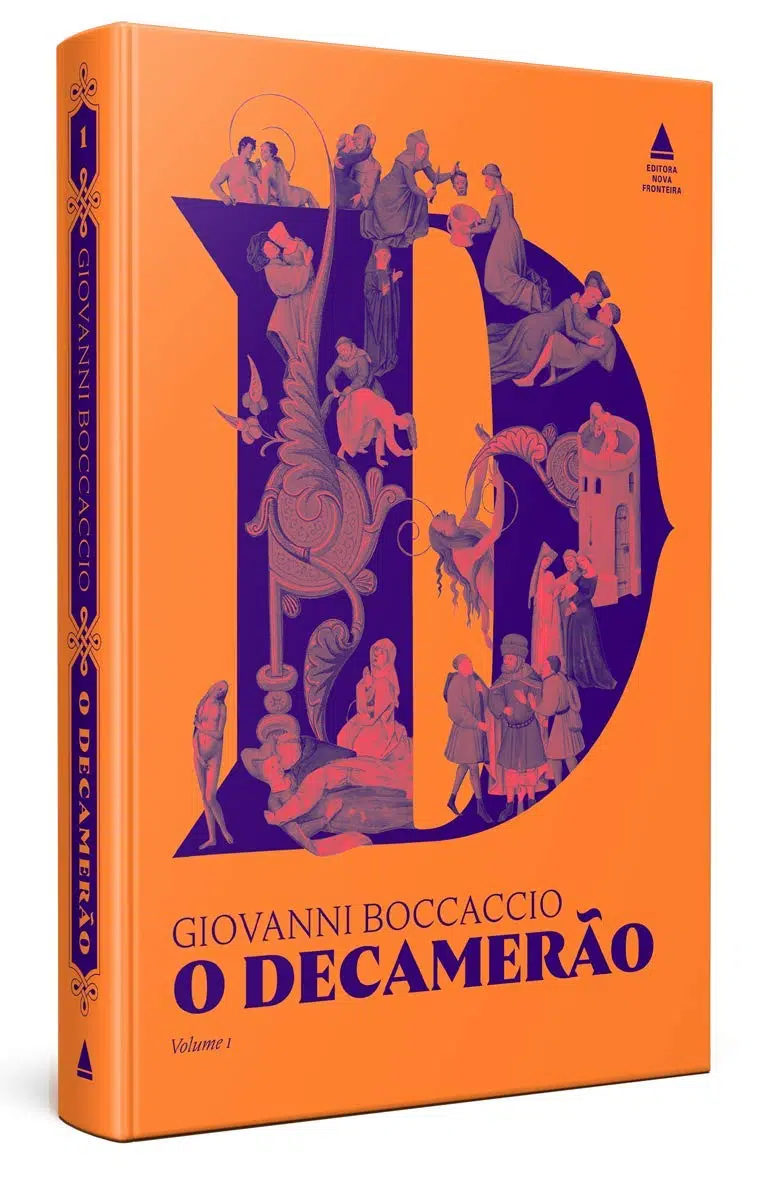 1
GIOVANNI BOCCACCIO
O DECAMERÃO
EDITORA
NOVA
FRONTEIRA
D
GIOVANNI BOCCACCIO
O DECAMERÃO
Volume 1